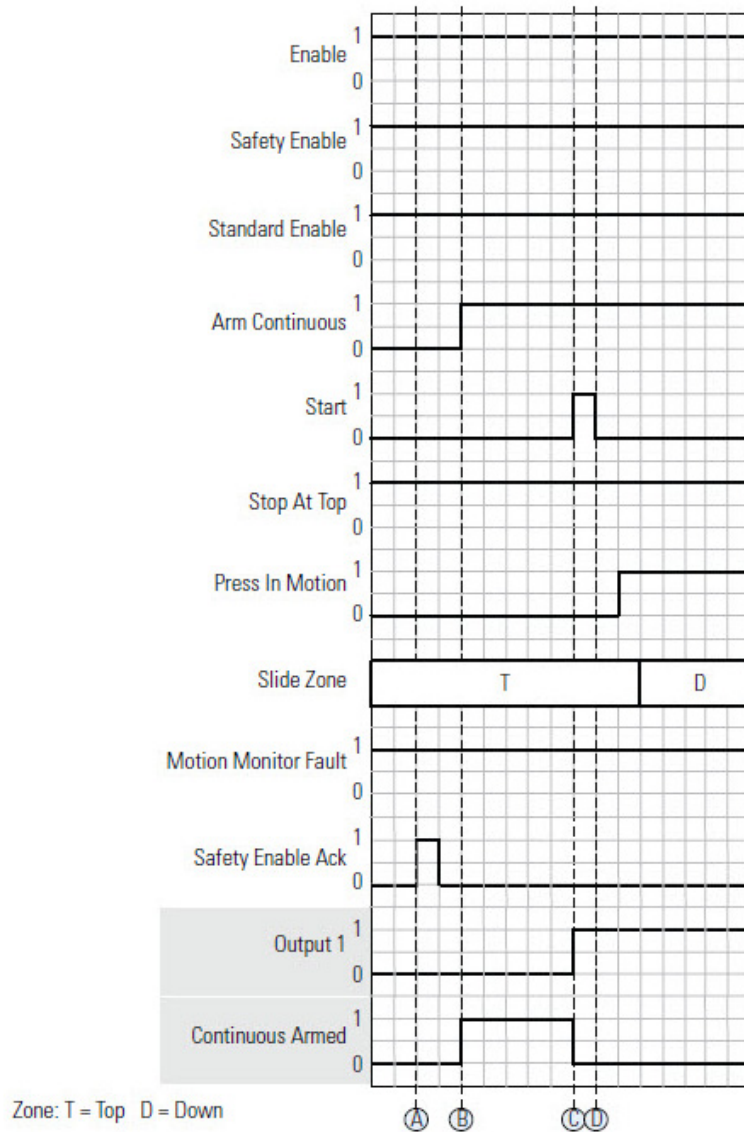 1
Enable
0
1
Safety Enable
0
1
Standard Enable
0
1
Arm Continuous
0
1
Start
0
1
Stop At Top
0
1
Press In Motion
0
Slide Zone T D
1
Motion Monitor Fault
0
1
Safety Enable Ack
0
1
Output 1
0
1
Continuous Armed
0
Zone: T = Top D = Down
A B C D